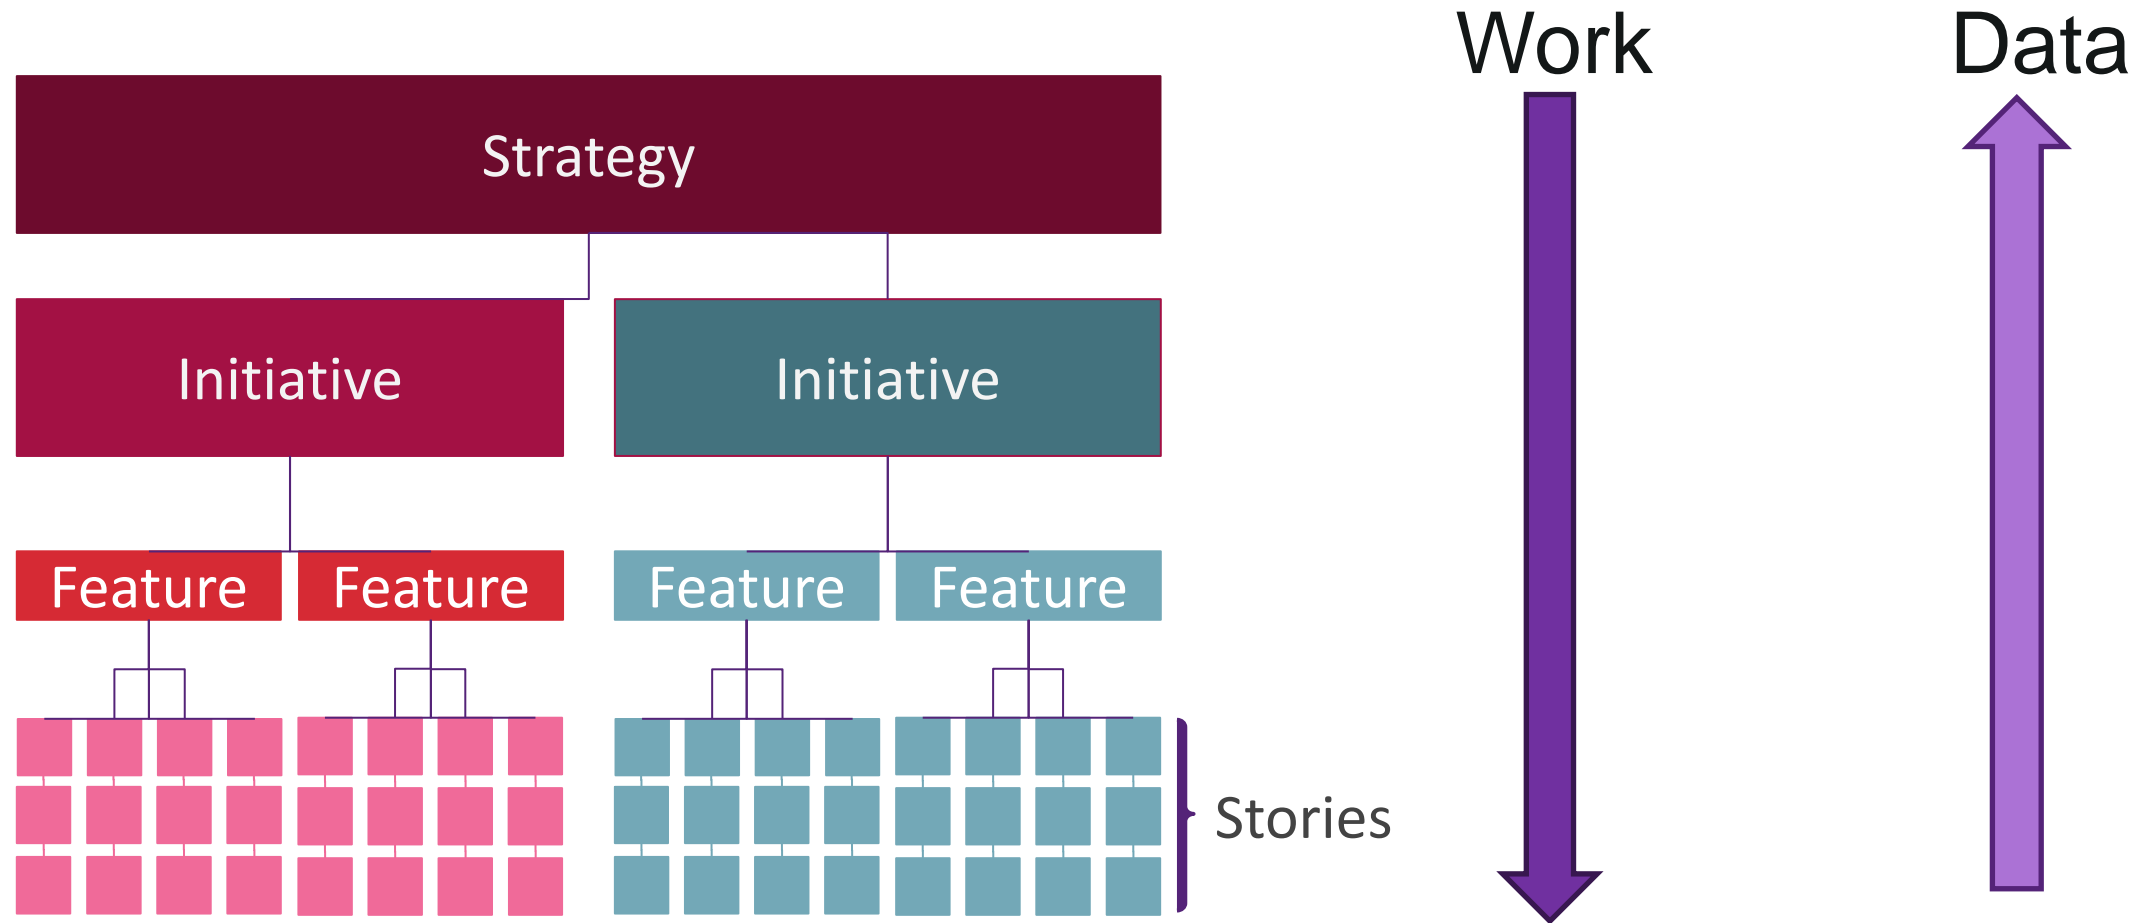 Work
Data
Strategy
Initiative
Initiative
Feature
Feature
Feature
Feature
Stories